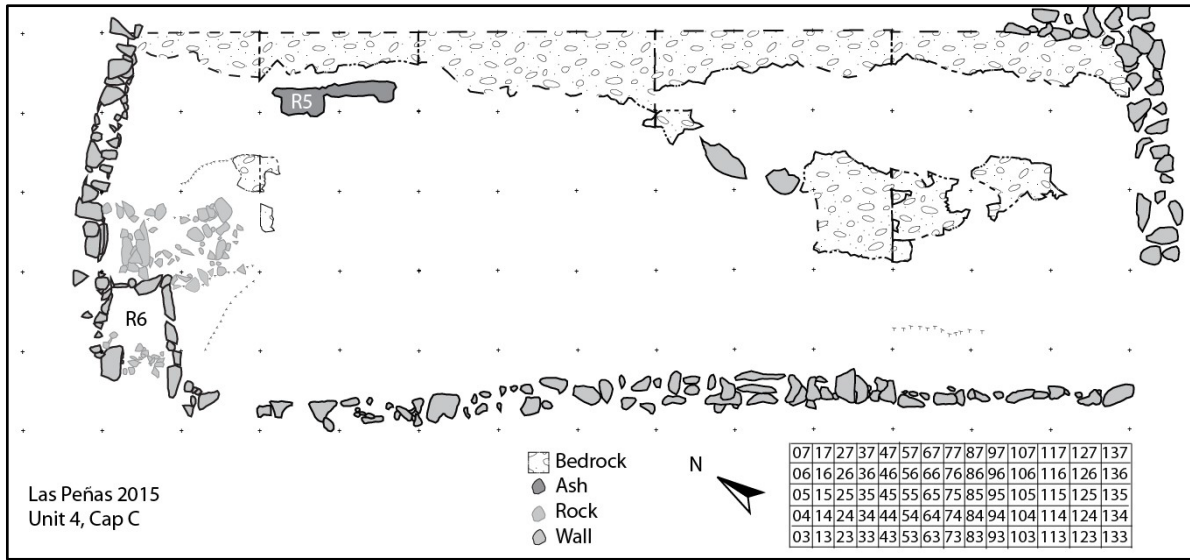 R5
R6
Las Peñas 2015
Unit 4, Cap C
Bedrock
Ash
Rock
Wall
N
07 17 27 37 47 57 67 77 87 97 107 117 127 137
06 16 26 36 46 56 66 76 86 96 106 116 126 136
05 15 25 35 45 55 65 75 85 95 105 115 125 135
04 14 24 34 44 54 64 74 84 94 104 114 124 134
03 13 23 33 43 53 63 73 83 93 103 113 123 133